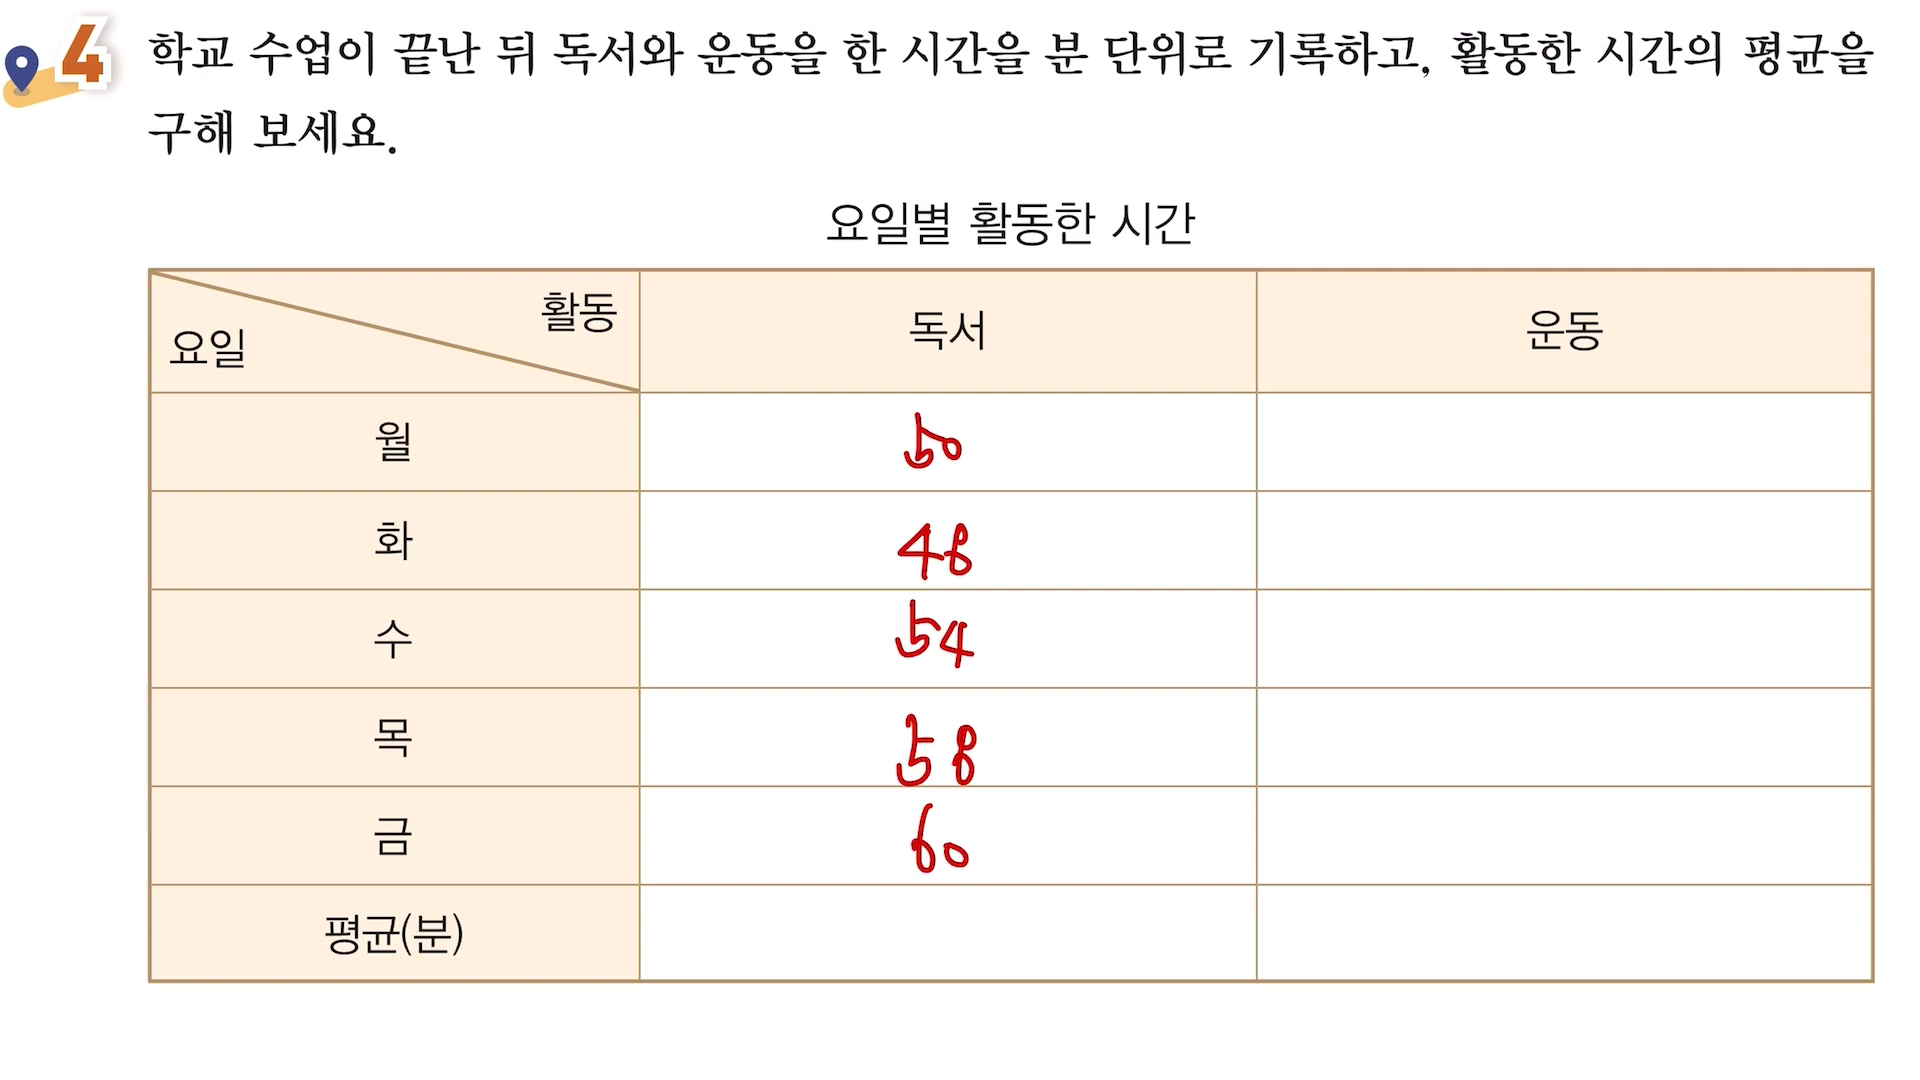 4 학교 수업이 끝난 뒤 독서와 운동을 한 시간을 분 단위로 기록하고, 활동한 시간의 평균을
구해 보세요.
요일별 활동한 시간
활동
요일 독서 운동
월 50
화 48
수 54
목 58
금 60
평균(분)